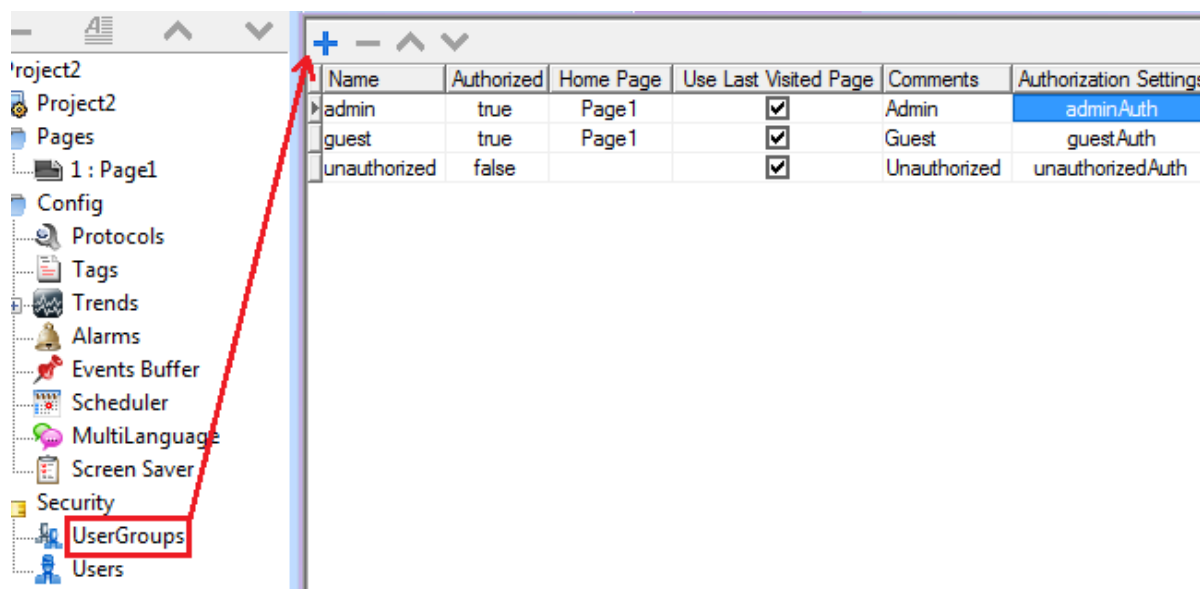 Project2
Project2
Pages
1 : Page1
Config
Protocols
Tags
Trends
Alarms
Events Buffer
Scheduler
MultiLanguage
Screen Saver
Security
UserGroups
Users
Name Authorized Home Page Use Last Visited Page Comments Authorization Settings
admin true Page1 Admin adminAuth
guest true Page1 Guest guestAuth
unauthorized false Unauthorized unauthorizedAuth